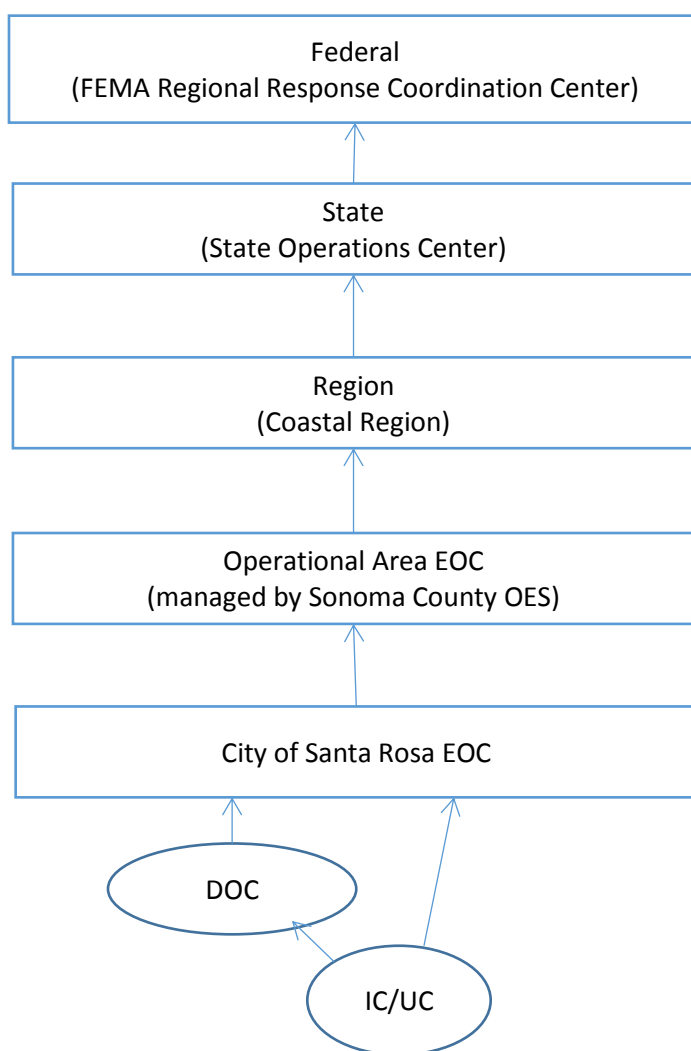 Federal
(FEMA Regional Response Coordination Center)
State
(State Operations Center)
Region
(Coastal Region)
Operational Area EOC
(managed by Sonoma County OES)
City of Santa Rosa EOC
DOC
IC/UC